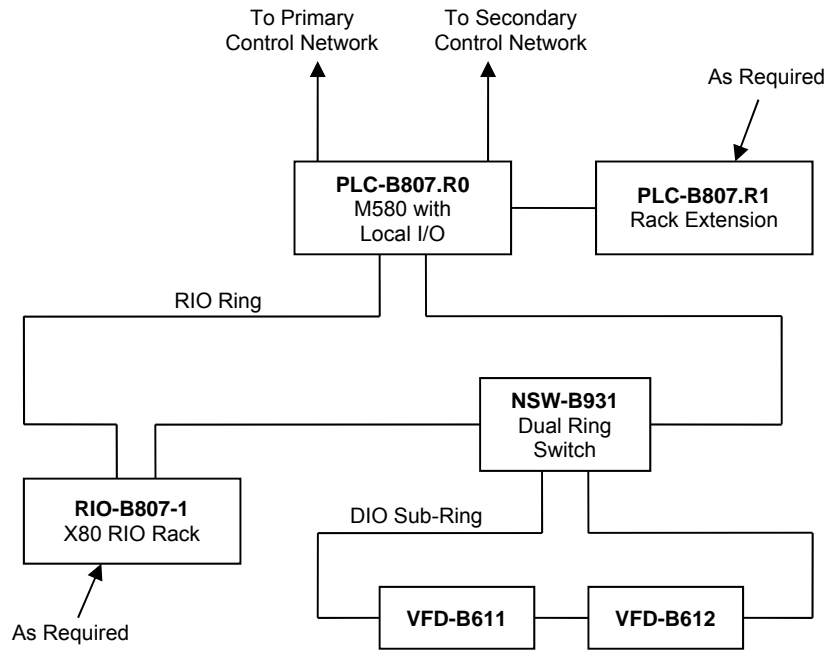 To Primary
Control Network
To Secondary
Control Network
As Required
PLC-B807.R0
M580 with
Local I/O
PLC-B807.R1
Rack Extension
RIO Ring
NSW-B931
Dual Ring
Switch
RIO-B807-1
X80 RIO Rack
DIO Sub-Ring
VFD-B611
VFD-B612
As Required